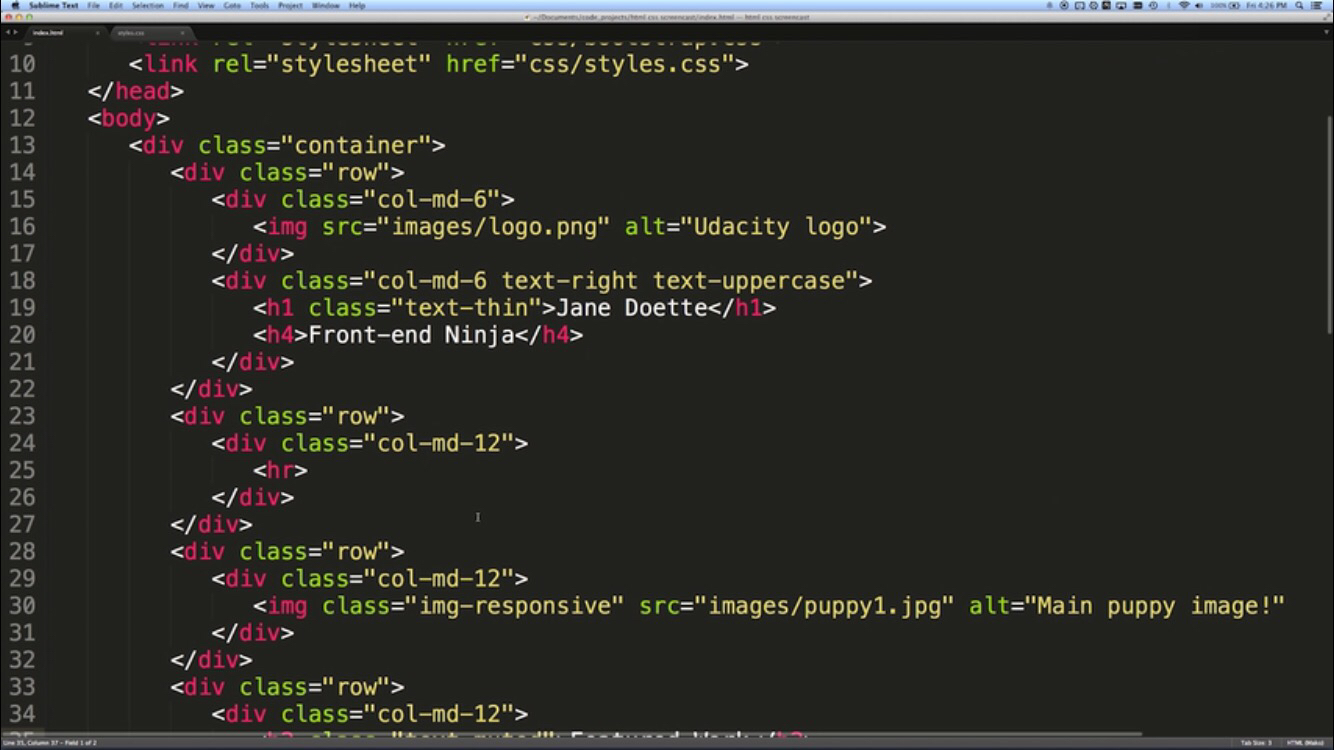 Sublime Text File Edit Selection Find View Goto Tools Project Window Help 100% Fri 4:26 PM
~/Documents/code_projects/html css screencast/index.html — html css screencast
index.html styles.css
10 <link rel="stylesheet" href="css/styles.css">
11 </head>
12 <body>
13 <div class="container">
14 <div class="row">
15 <div class="col-md-6">
16 <img src="images/logo.png" alt="Udacity logo">
17 </div>
18 <div class="col-md-6 text-right text-uppercase">
19 <h1 class="text-thin">Jane Doette</h1>
20 <h4>Front-end Ninja</h4>
21 </div>
22 </div>
23 <div class="row">
24 <div class="col-md-12">
25 <hr>
26 </div>
27 </div>
28 <div class="row">
29 <div class="col-md-12">
30 <img class="img-responsive" src="images/puppy1.jpg" alt="Main puppy image!"
31 </div>
32 </div>
33 <div class="row">
34 <div class="col-md-12">
Line 35, Column 37 – Field 1 of 2 Tab Size: 3